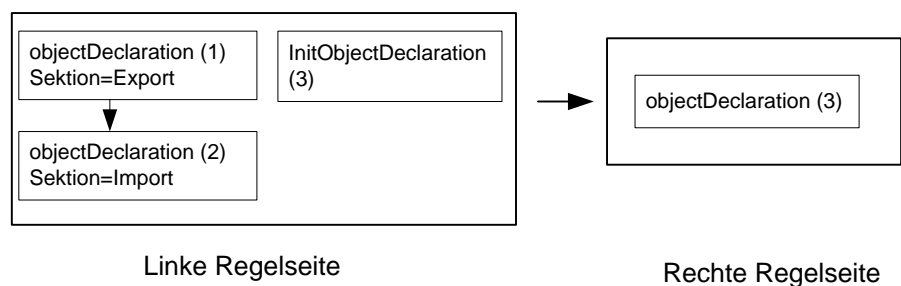 objectDeclaration (1)
Sektion=Export
InitObjectDeclaration
(3)
objectDeclaration (2)
Sektion=Import
objectDeclaration (3)
Linke Regelseite
Rechte Regelseite